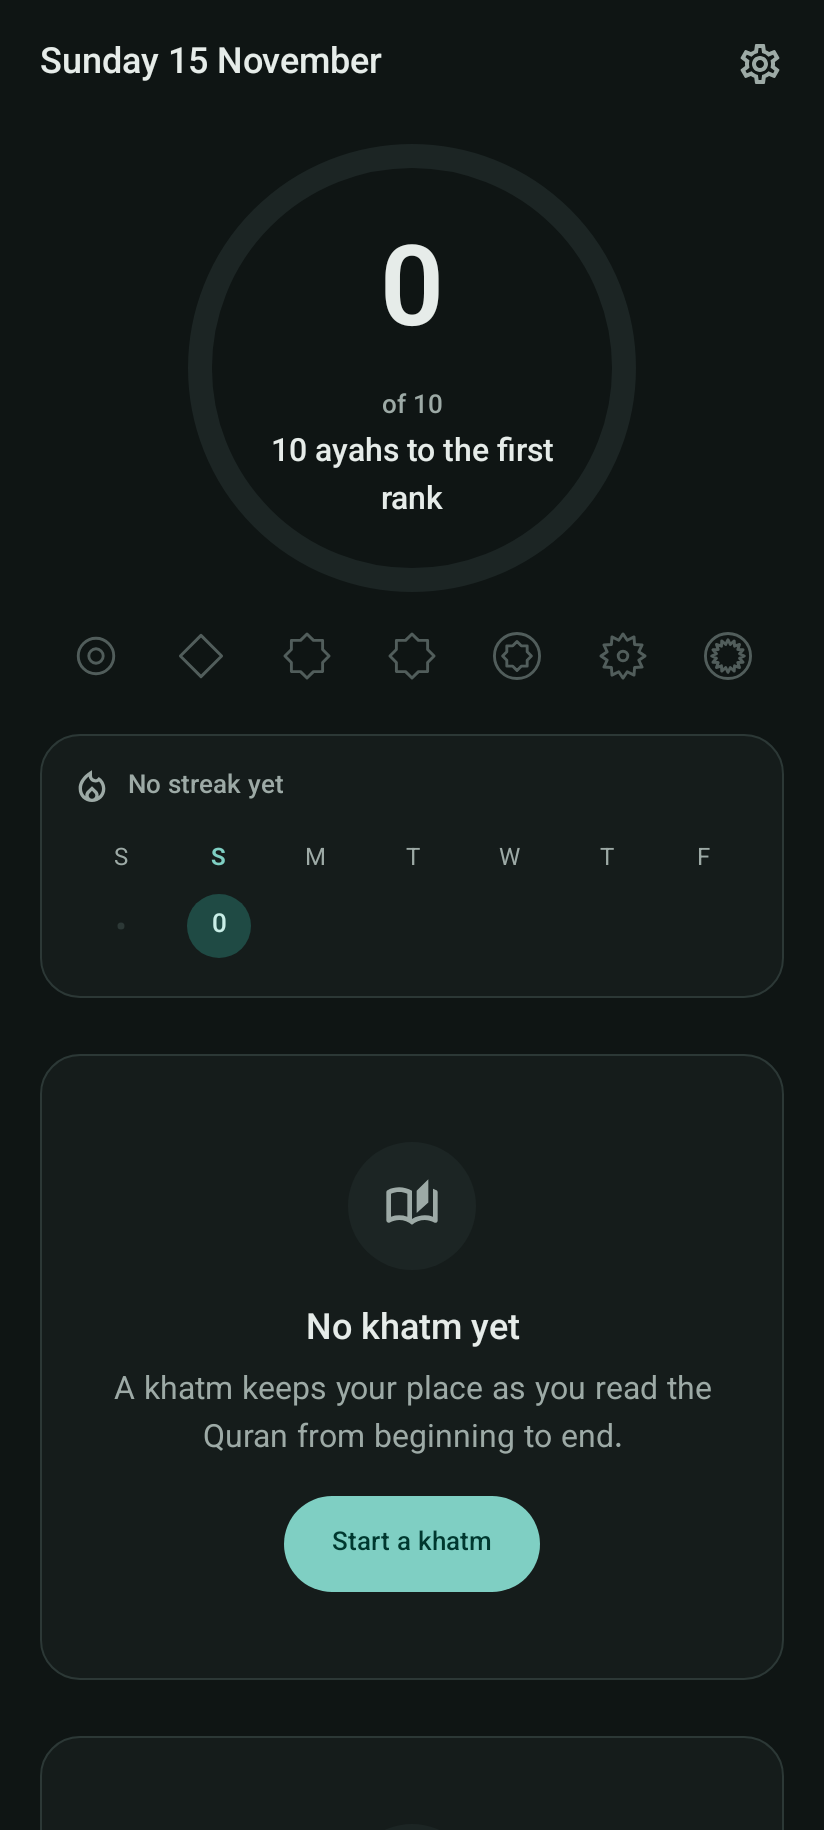 Sunday 15 November
0
of 10
10 ayahs to the first
rank
No streak yet
S S M T W T F
0
No khatm yet
A khatm keeps your place as you read the
Quran from beginning to end.
Start a khatm